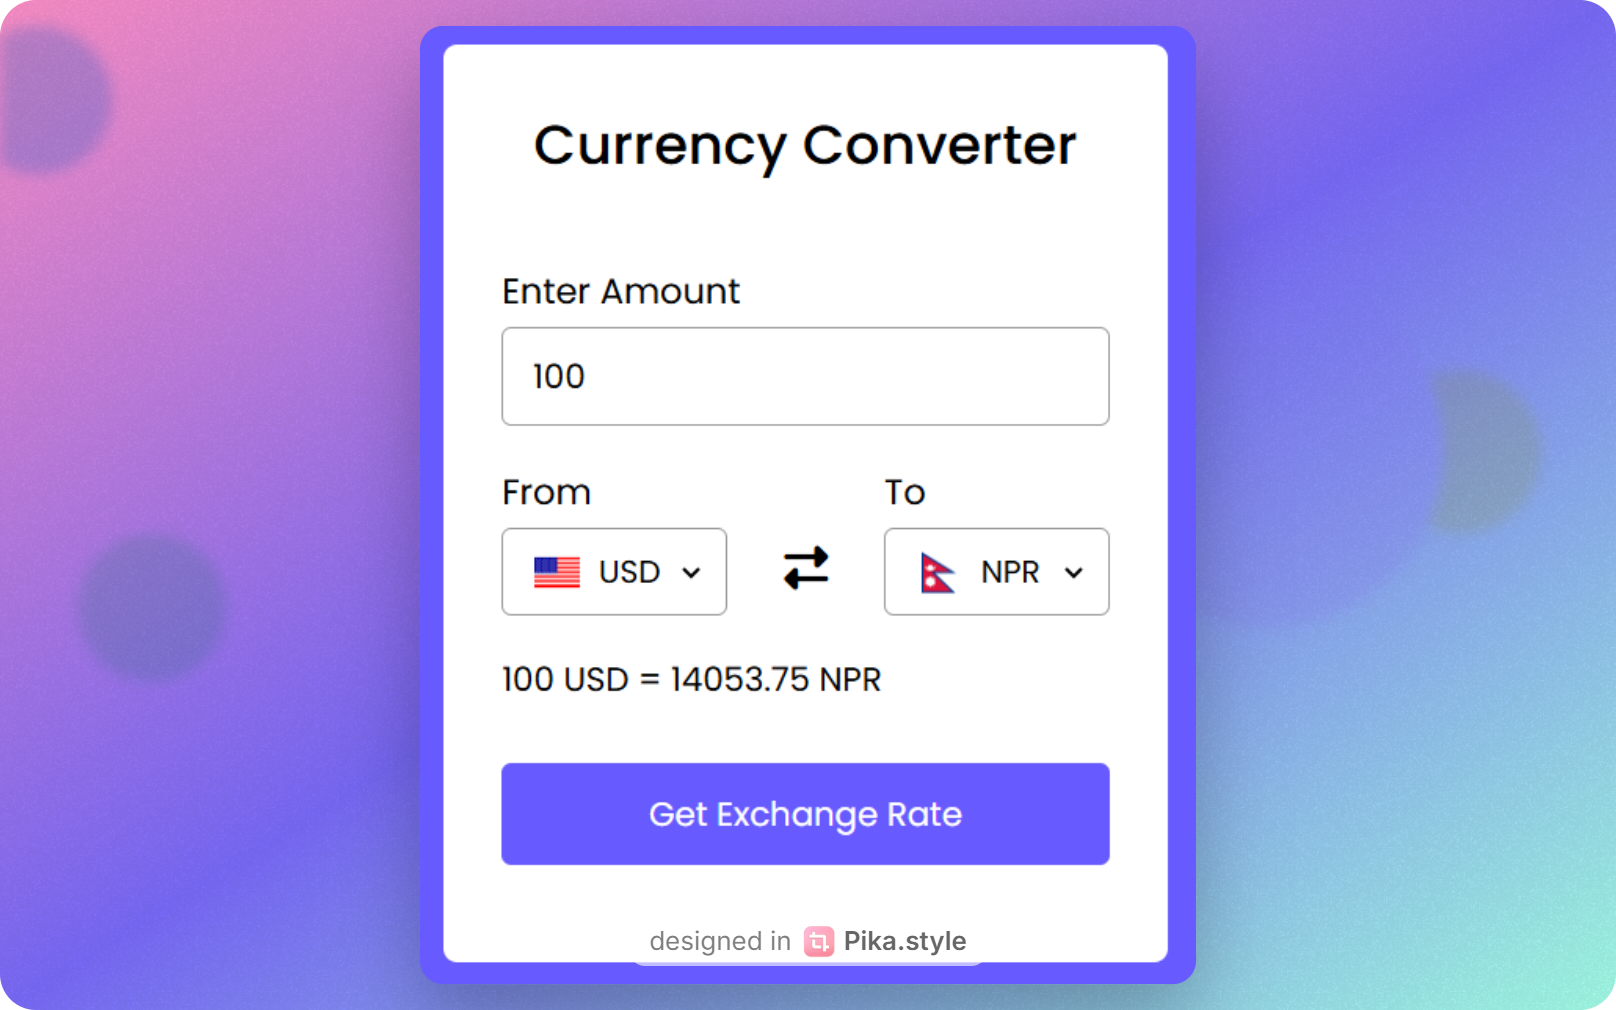 Currency Converter
Enter Amount
100
From To
USD NPR
100 USD = 14053.75 NPR
Get Exchange Rate
designed in Pika.style